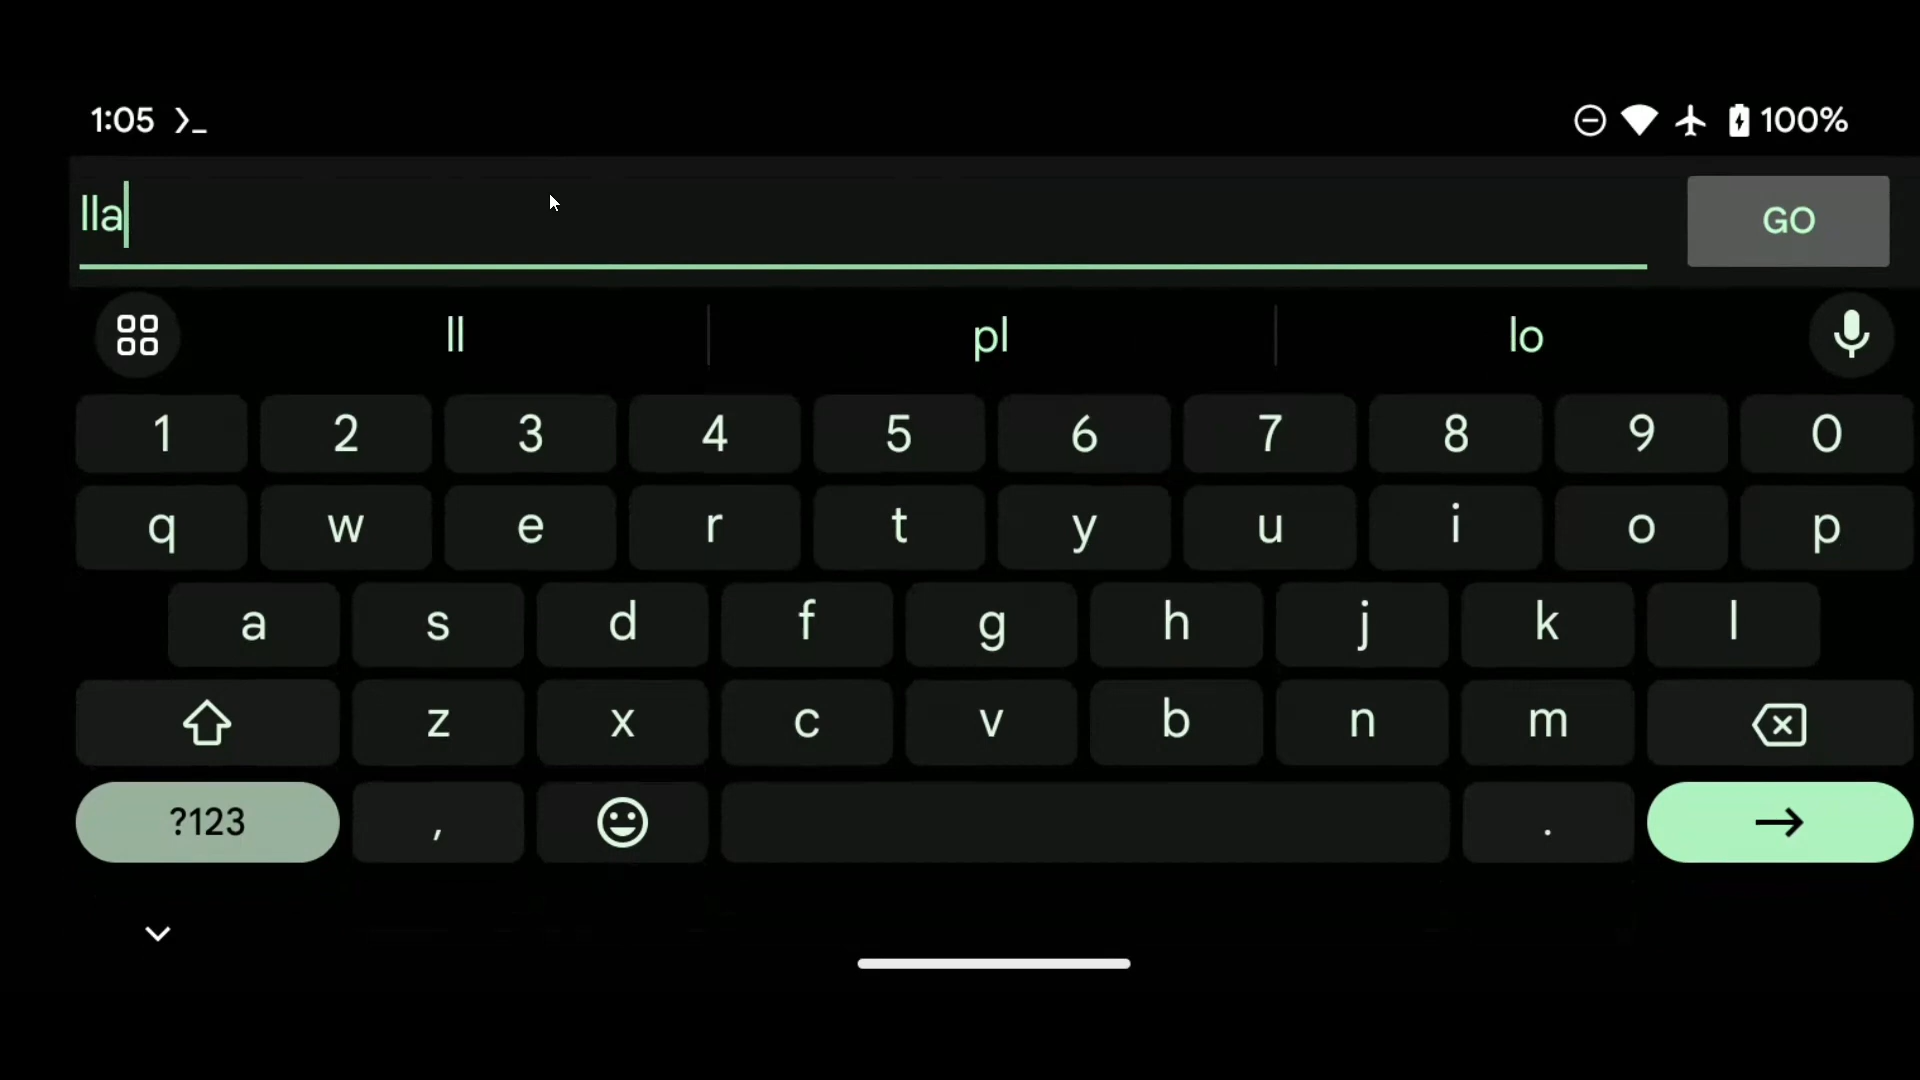 1:05 100%
lla GO
ll pl lo
1 2 3 4 5 6 7 8 9 0
q w e r t y u i o p
a s d f g h j k l
z x c v b n m
?123 , .